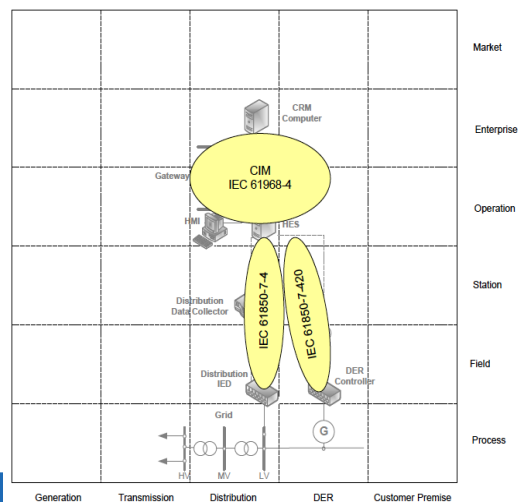 Market
CRM
Computer
Enterprise
Gateway
CIM
IEC 61968-4
Operation
HMI
HES
IEC 61850-7-4
IEC 61850-7-420
Station
Distribution
Data Collector
Field
Distribution
IED
DER
Controller
Grid
G
Process
HV
MV
LV
Generation
Transmission
Distribution
DER
Customer Premise